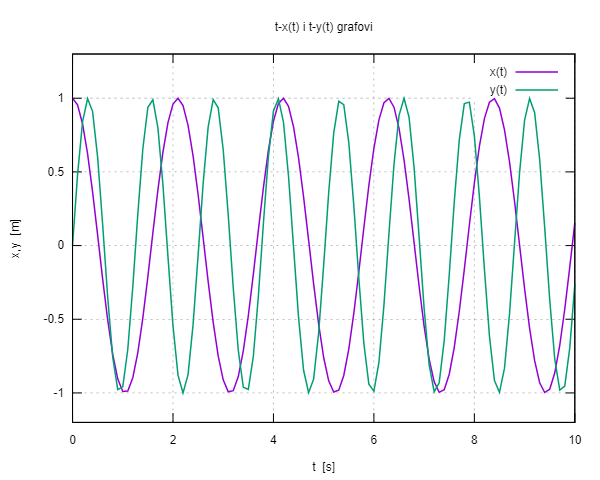 t-x(t) i t-y(t) grafovi
x(t)
y(t)
1
0.5
0
-0.5
-1
x,y [m]
0 2 4 6 8 10
t [s]